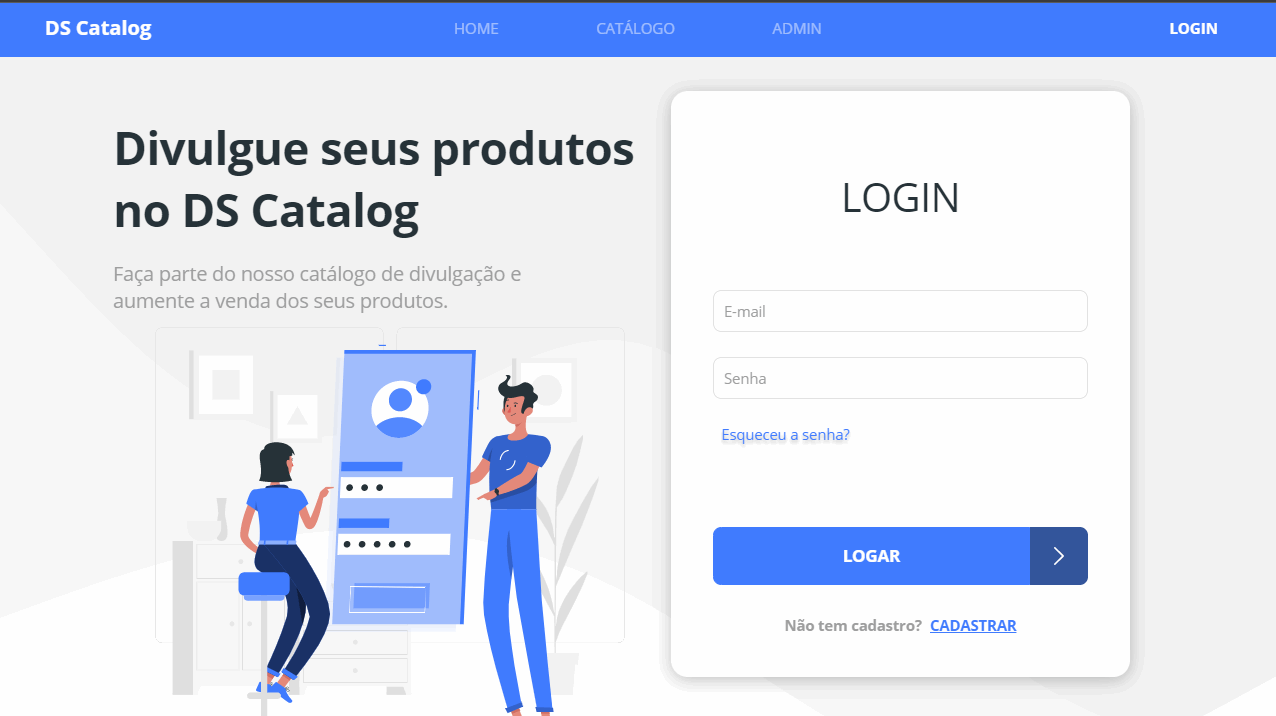 DS Catalog
HOME
CATÁLOGO
ADMIN
LOGIN
Divulgue seus produtos
no DS Catalog
Faça parte do nosso catálogo de divulgação e
aumente a venda dos seus produtos.
LOGIN
E-mail
Senha
Esqueceu a senha?
LOGAR
Não tem cadastro? CADASTRAR